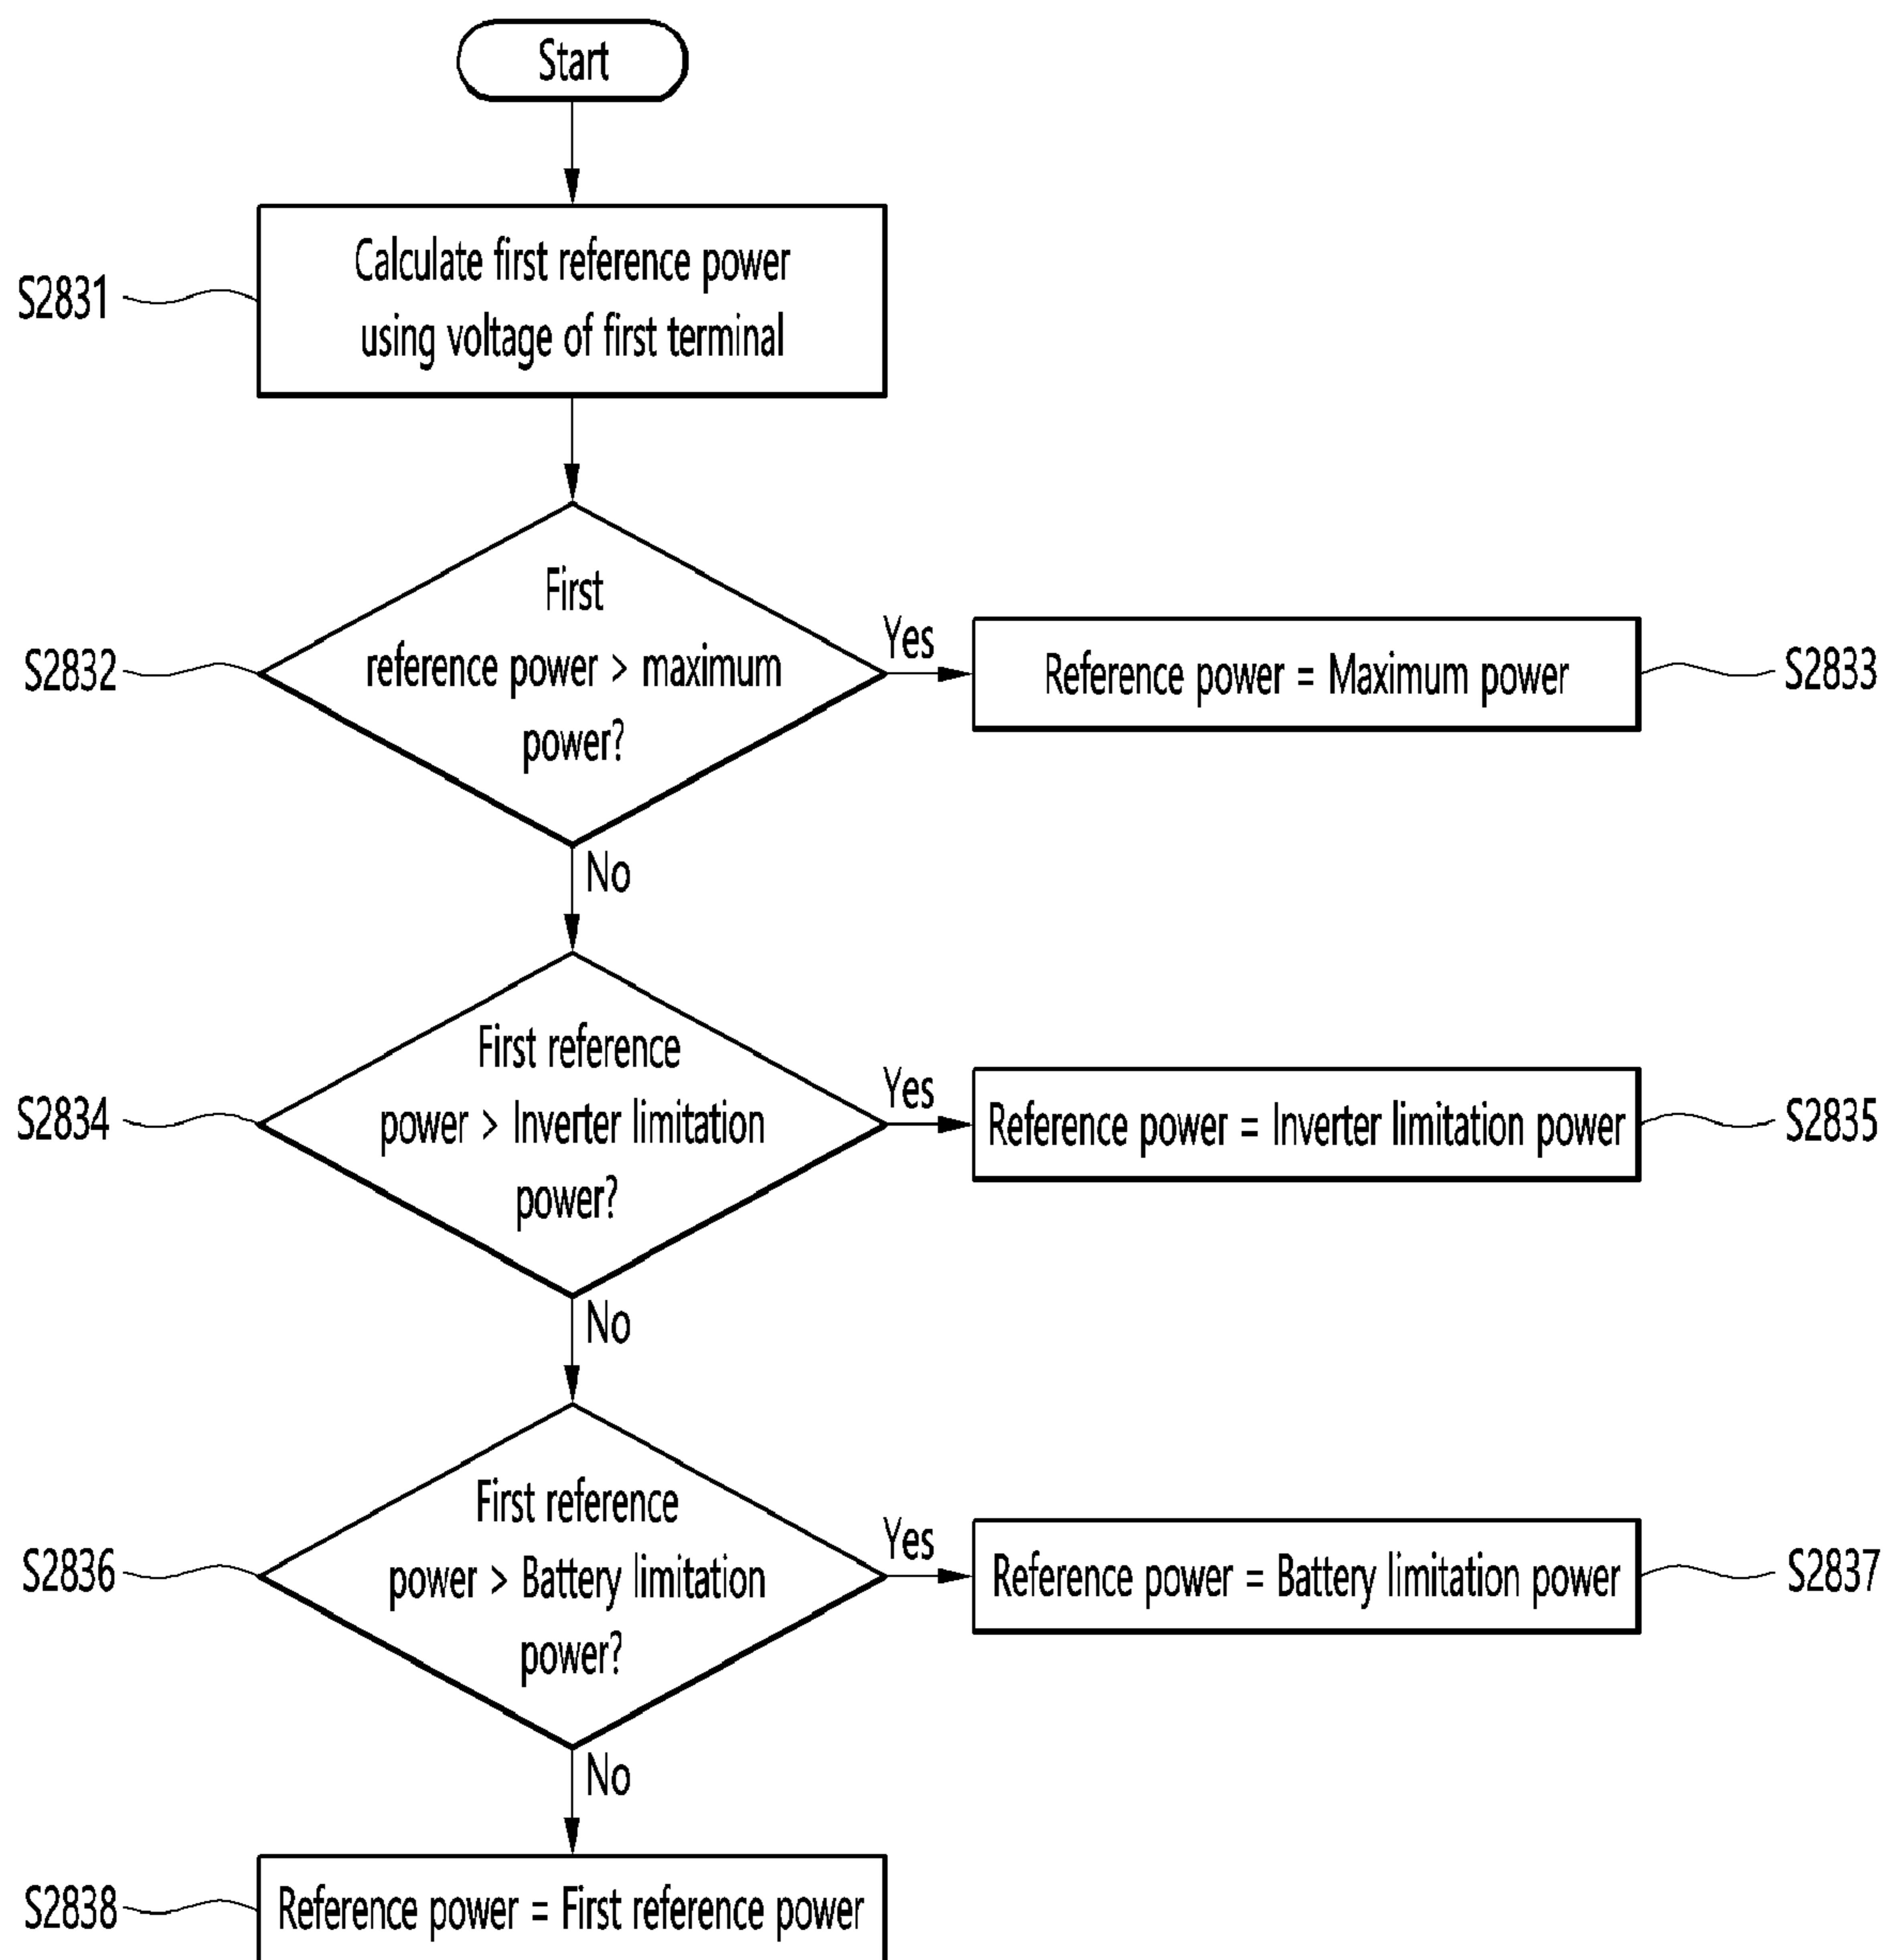 Start
S2831
Calculate first reference power
using voltage of first terminal
S2832
First
reference power > maximum
power?
Yes
Reference power = Maximum power
S2833
No
S2834
First reference
power > Inverter limitation
power?
Yes
Reference power = Inverter limitation power
S2835
No
S2836
First reference
power > Battery limitation
power?
Yes
Reference power = Battery limitation power
S2837
No
S2838
Reference power = First reference power